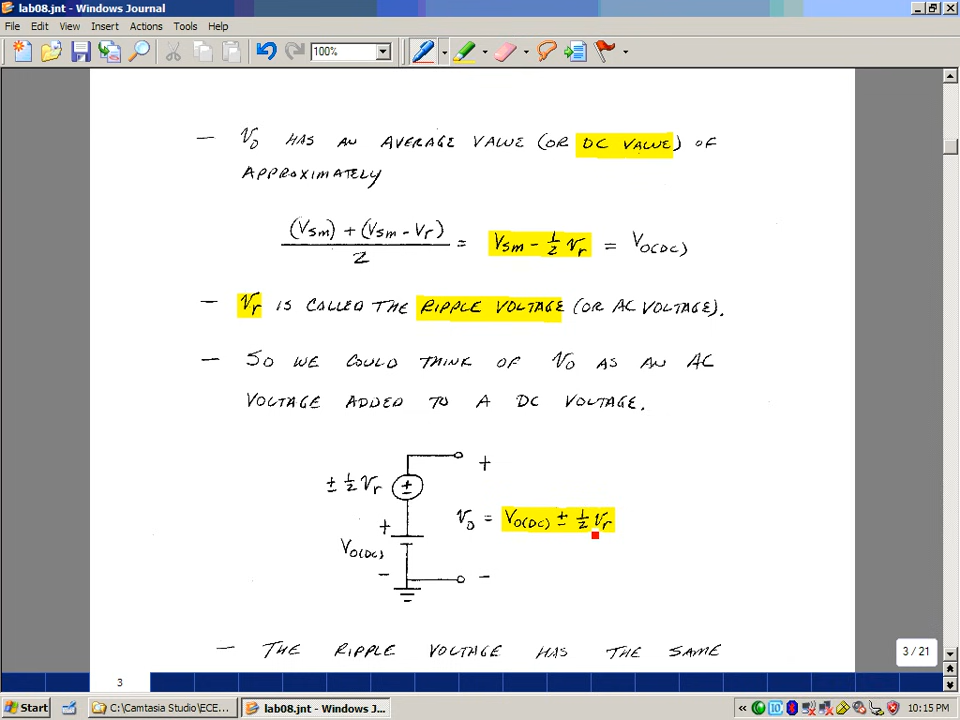 lab08.jnt - Windows Journal
File Edit View Insert Actions Tools Help
100%
— v₀ HAS AN AVERAGE VALUE (OR DC VALUE) OF
APPROXIMATELY
(Vsm) + (Vsm - Vr)
2
= Vsm - ½ Vr = VO(DC)
— Vr IS CALLED THE RIPPLE VOLTAGE (OR AC VOLTAGE).
— SO WE COULD THINK OF V₀ AS AN AC
VOLTAGE ADDED TO A DC VOLTAGE.
± ½ Vr ±
+
+
VO(DC)
v₀ = VO(DC) ± ½ Vr
−
−
— THE RIPPLE VOLTAGE HAS THE SAME
3 / 21
3
Start C:\Camtasia Studio\ECE... lab08.jnt - Windows J... « 10:15 PM